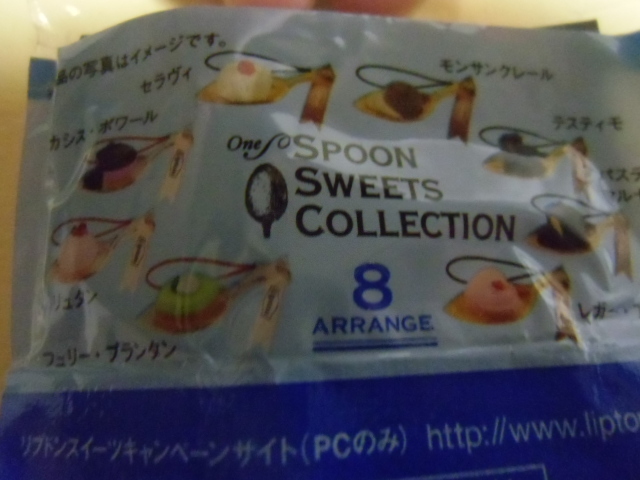 の写真はイメージです。
セラヴィ
モンサンクレール
カシス・ポワール
テスティモ
One
SPOON
SWEETS
COLLECTION
8
ARRANGE
フェリー・プランタン
リプトンスイーツキャンペーンサイト(PCのみ) http://www.lipto